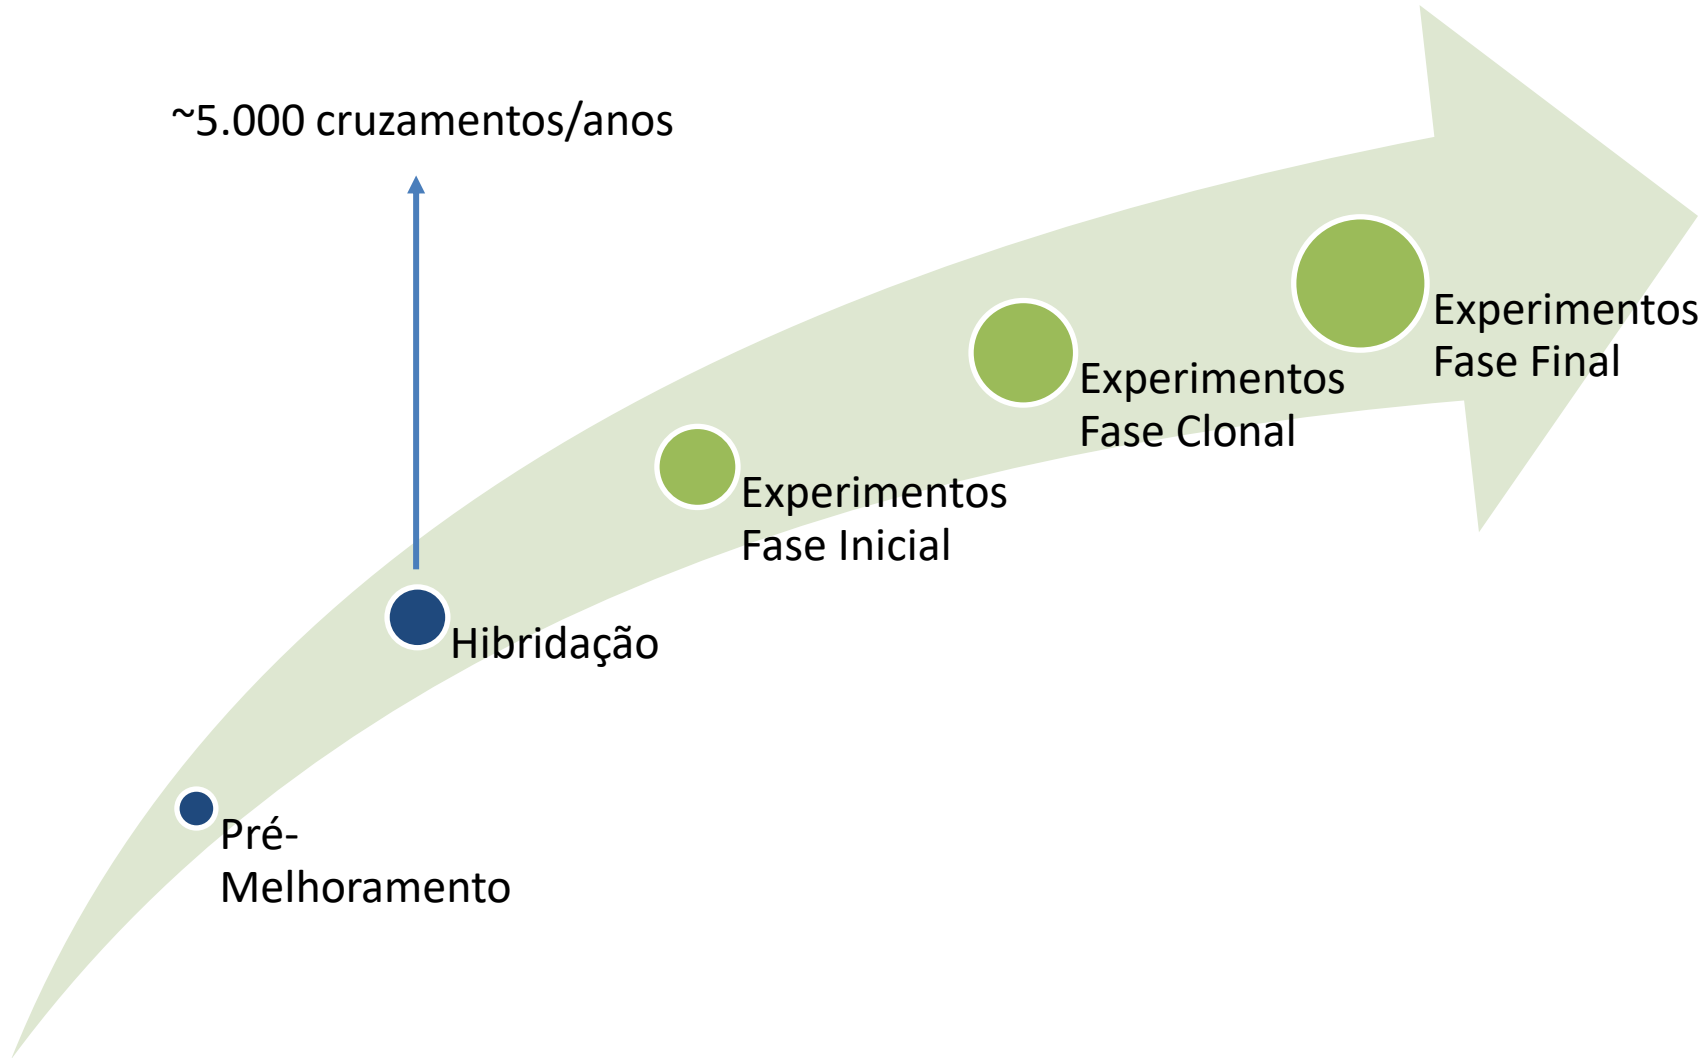 ~5.000 cruzamentos/anos
Experimentos
Fase Final
Experimentos
Fase Clonal
Experimentos
Fase Inicial
Hibridação
Pré-
Melhoramento